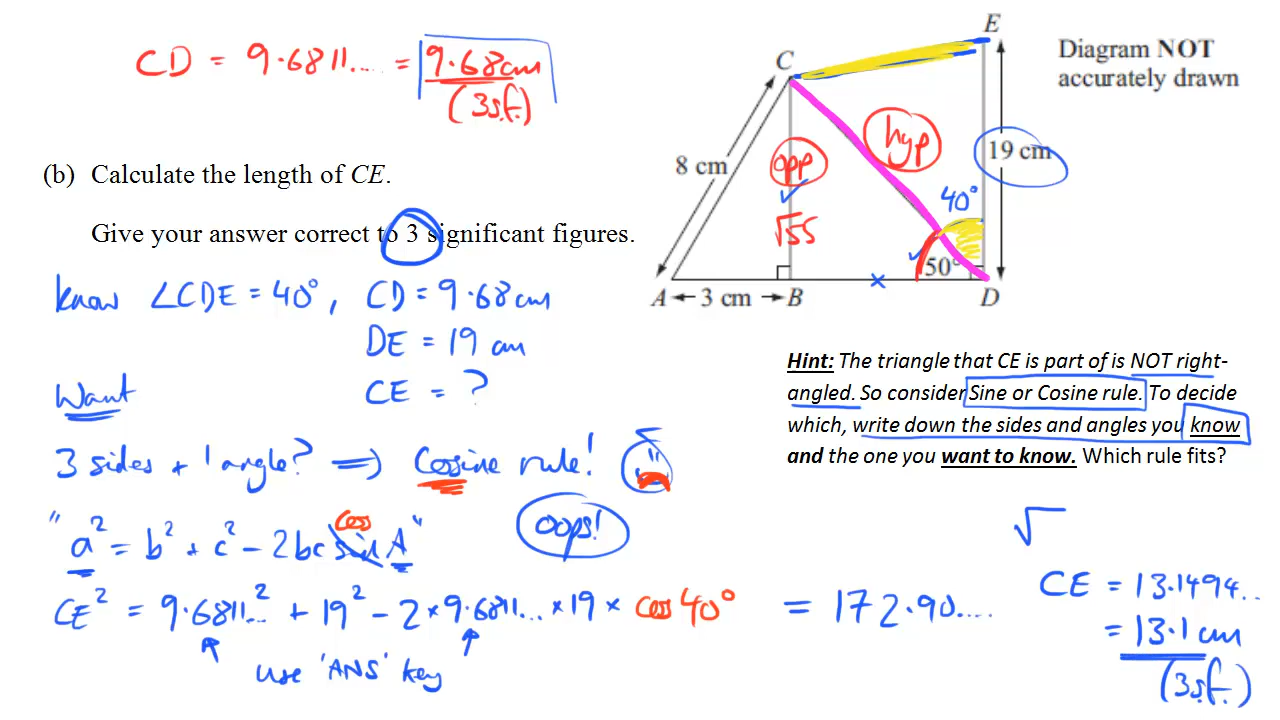 CD = 9.6811.... = 9.68cm
(3s.f.)
E
C
Diagram NOT
accurately drawn
hyp
8 cm
opp
19 cm
40°
√55
50°
A 3 cm B
D
(b) Calculate the length of CE.
Give your answer correct to 3 significant figures.
know ∠CDE = 40°, CD = 9.68cm
DE = 19 cm
Want CE = ?
Hint: The triangle that CE is part of is NOT right-
angled. So consider Sine or Cosine rule. To decide
which, write down the sides and angles you know
and the one you want to know. Which rule fits?
3 sides + 1 angle? ⇒ Cosine rule!
oops!
cos
"a² = b² + c² - 2bc sin A"
√
CE² = 9.6811...² + 19² - 2 × 9.6811... × 19 × cos 40° = 172.90....
CE = 13.1494..
= 13.1 cm
(3s.f.)
use 'ANS' key